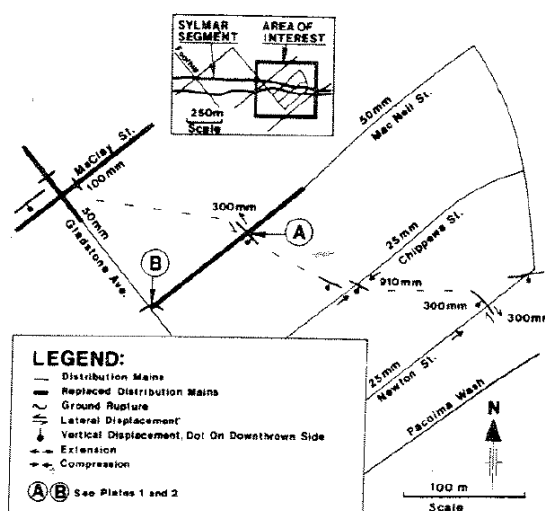 SYLMAR
SEGMENT
AREA OF
INTEREST
Foothill
250m
Scale
50mm
Mac Neil St.
McClay St.
100mm
50mm
Gladstone Ave.
300mm
A
B
25mm
Chippewa St.
910mm
300mm
300mm
25mm
Newton St.
Pacoima Wash
N
100 m
Scale
LEGEND:
Distribution Mains
Replaced Distribution Mains
Ground Rupture
Lateral Displacement
Vertical Displacement, Dot On Downthrown Side
Extension
Compression
A B See Plates 1 and 2